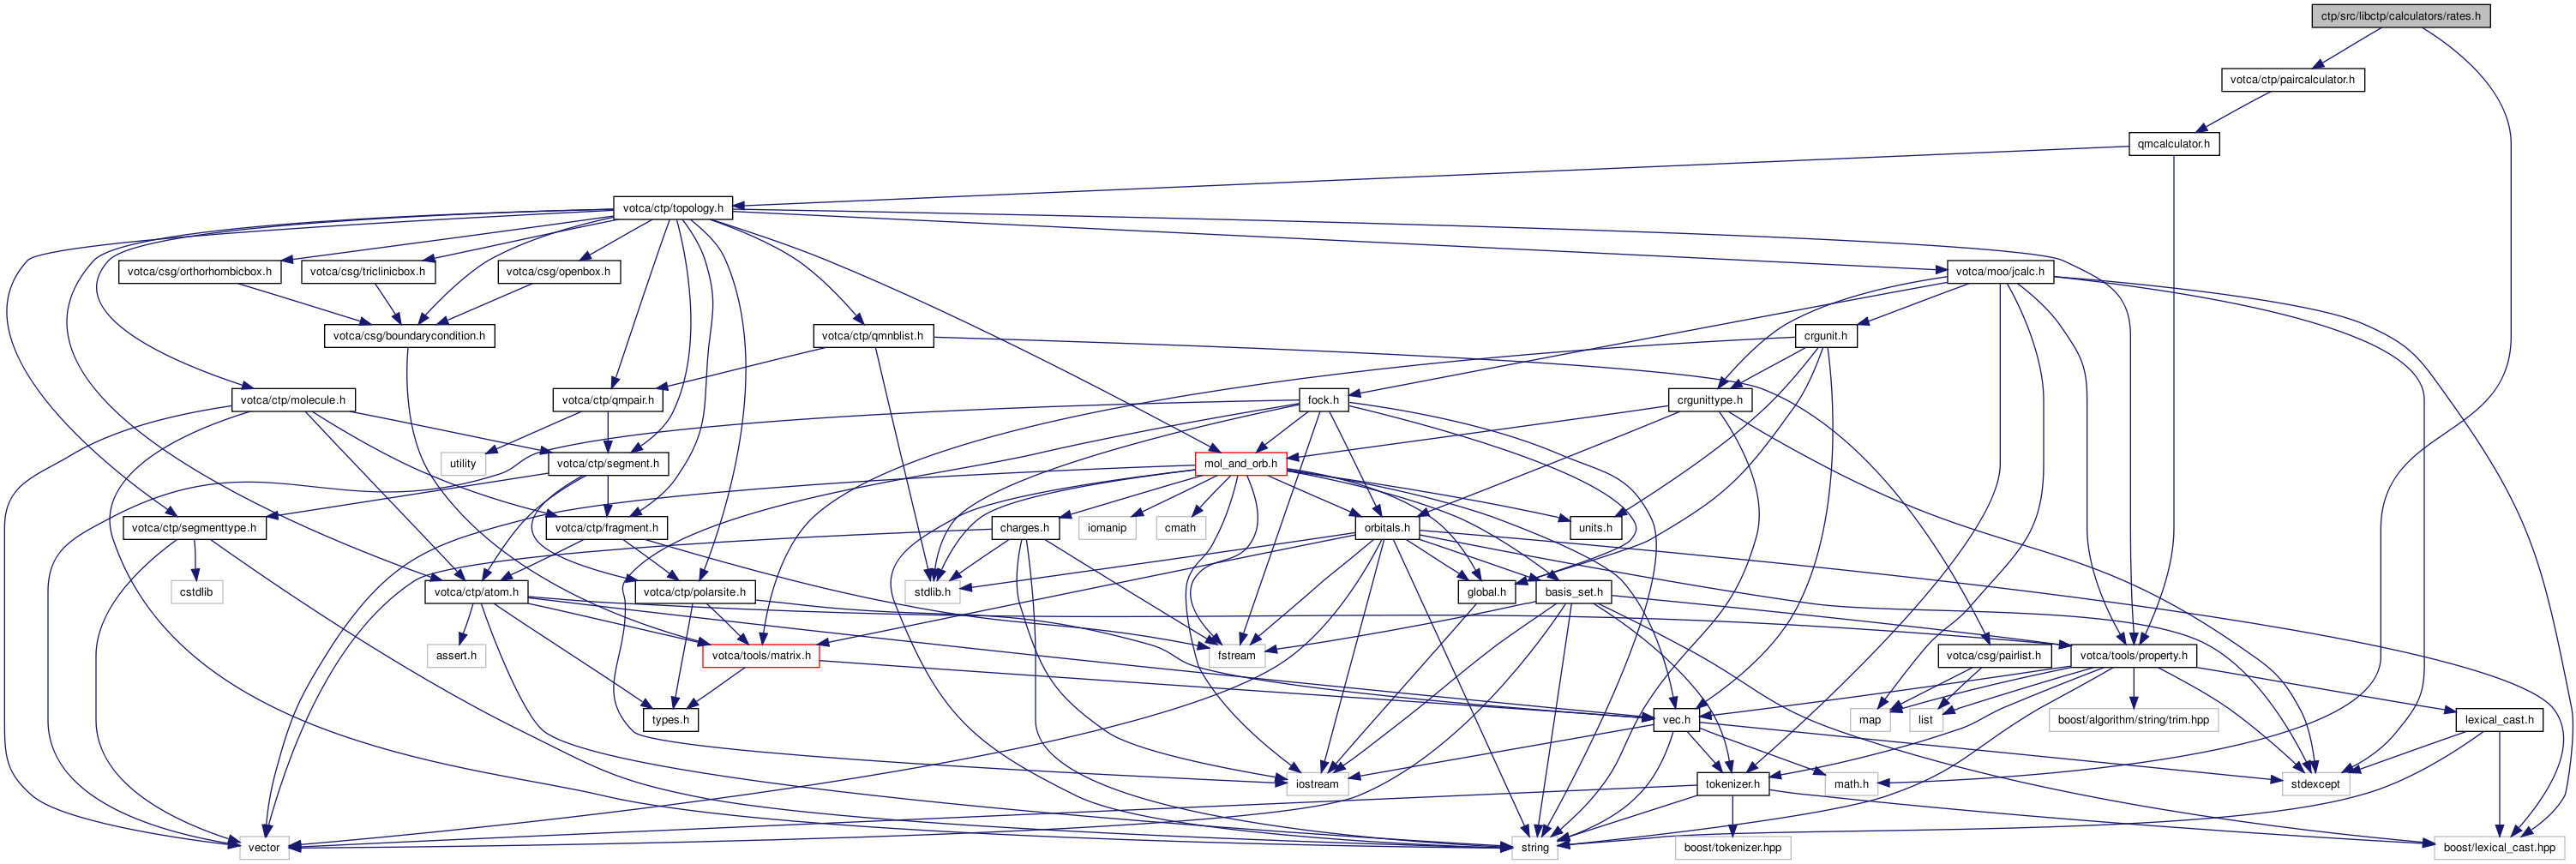 ctp/src/libctp/calculators/rates.h
votca/ctp/paircalculator.h
qmcalculator.h
votca/ctp/topology.h
votca/csg/orthorhombicbox.h
votca/csg/triclinicbox.h
votca/csg/openbox.h
votca/moo/jcalc.h
votca/csg/boundarycondition.h
votca/ctp/qmnblist.h
crgunit.h
votca/ctp/molecule.h
votca/ctp/qmpair.h
fock.h
crgunittype.h
utility
votca/ctp/segment.h
mol_and_orb.h
votca/ctp/segmenttype.h
votca/ctp/fragment.h
charges.h
iomanip
cmath
orbitals.h
units.h
cstdlib
votca/ctp/atom.h
votca/ctp/polarsite.h
stdlib.h
global.h
basis_set.h
assert.h
votca/tools/matrix.h
fstream
votca/csg/pairlist.h
votca/tools/property.h
types.h
vec.h
map
list
boost/algorithm/string/trim.hpp
lexical_cast.h
iostream
tokenizer.h
math.h
stdexcept
vector
string
boost/tokenizer.hpp
boost/lexical_cast.hpp